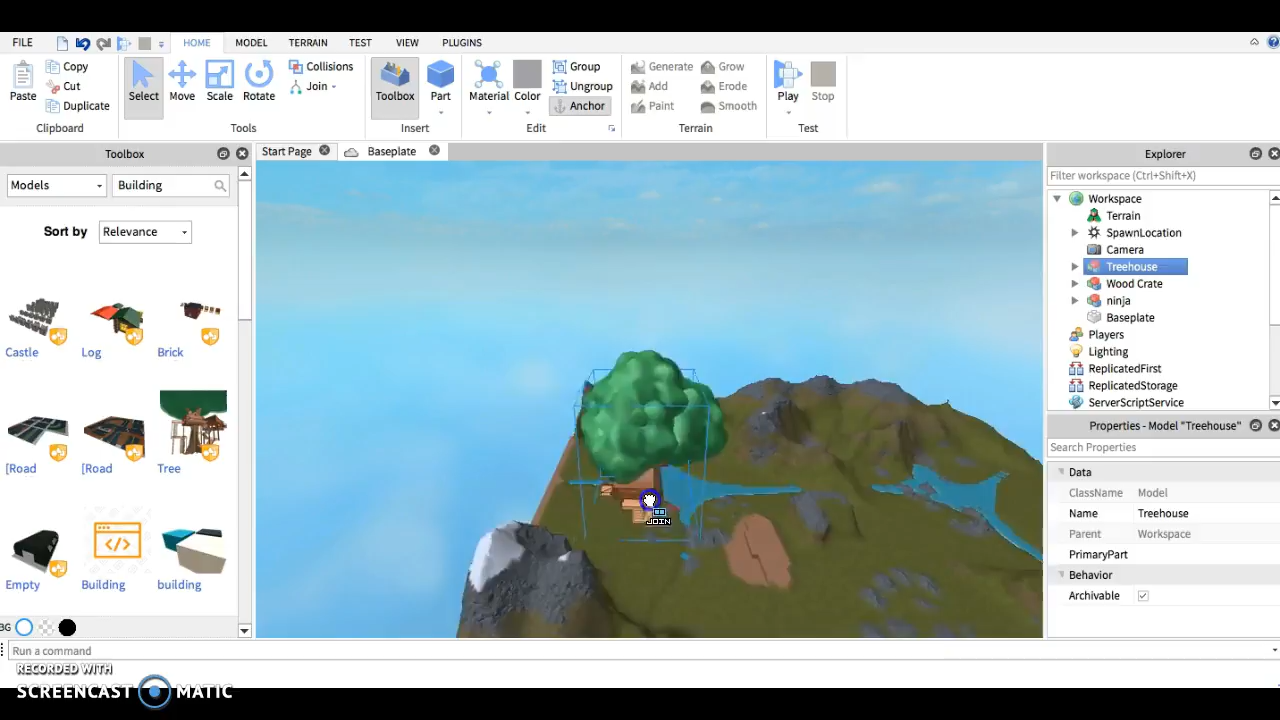 FILE HOME MODEL TERRAIN TEST VIEW PLUGINS
Paste Copy Cut Duplicate Clipboard
Select Move Scale Rotate Collisions Join Tools
Toolbox Part Insert
Material Color Group Ungroup Anchor Edit
Generate Grow Add Erode Paint Smooth Terrain
Play Stop Test
Toolbox
Models Building
Sort by Relevance
Castle Log Brick
[Road [Road Tree
</>
Empty Building building
BG
Start Page Baseplate
JOIN
Explorer
Filter workspace (Ctrl+Shift+X)
Workspace
Terrain
SpawnLocation
Camera
Treehouse
Wood Crate
ninja
Baseplate
Players
Lighting
ReplicatedFirst
ReplicatedStorage
ServerScriptService
Properties - Model "Treehouse"
Search Properties
Data
ClassName Model
Name Treehouse
Parent Workspace
PrimaryPart
Behavior
Archivable
Run a command
RECORDED WITH
SCREENCAST MATIC